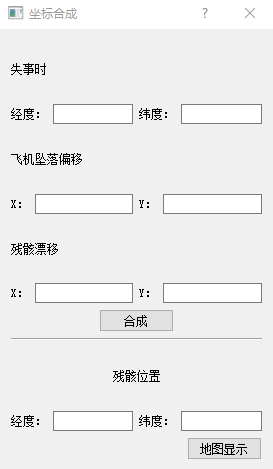 坐标合成
失事时
经度： 纬度：
飞机坠落偏移
X： Y：
残骸漂移
X： Y：
合成
残骸位置
经度： 纬度：
地图显示